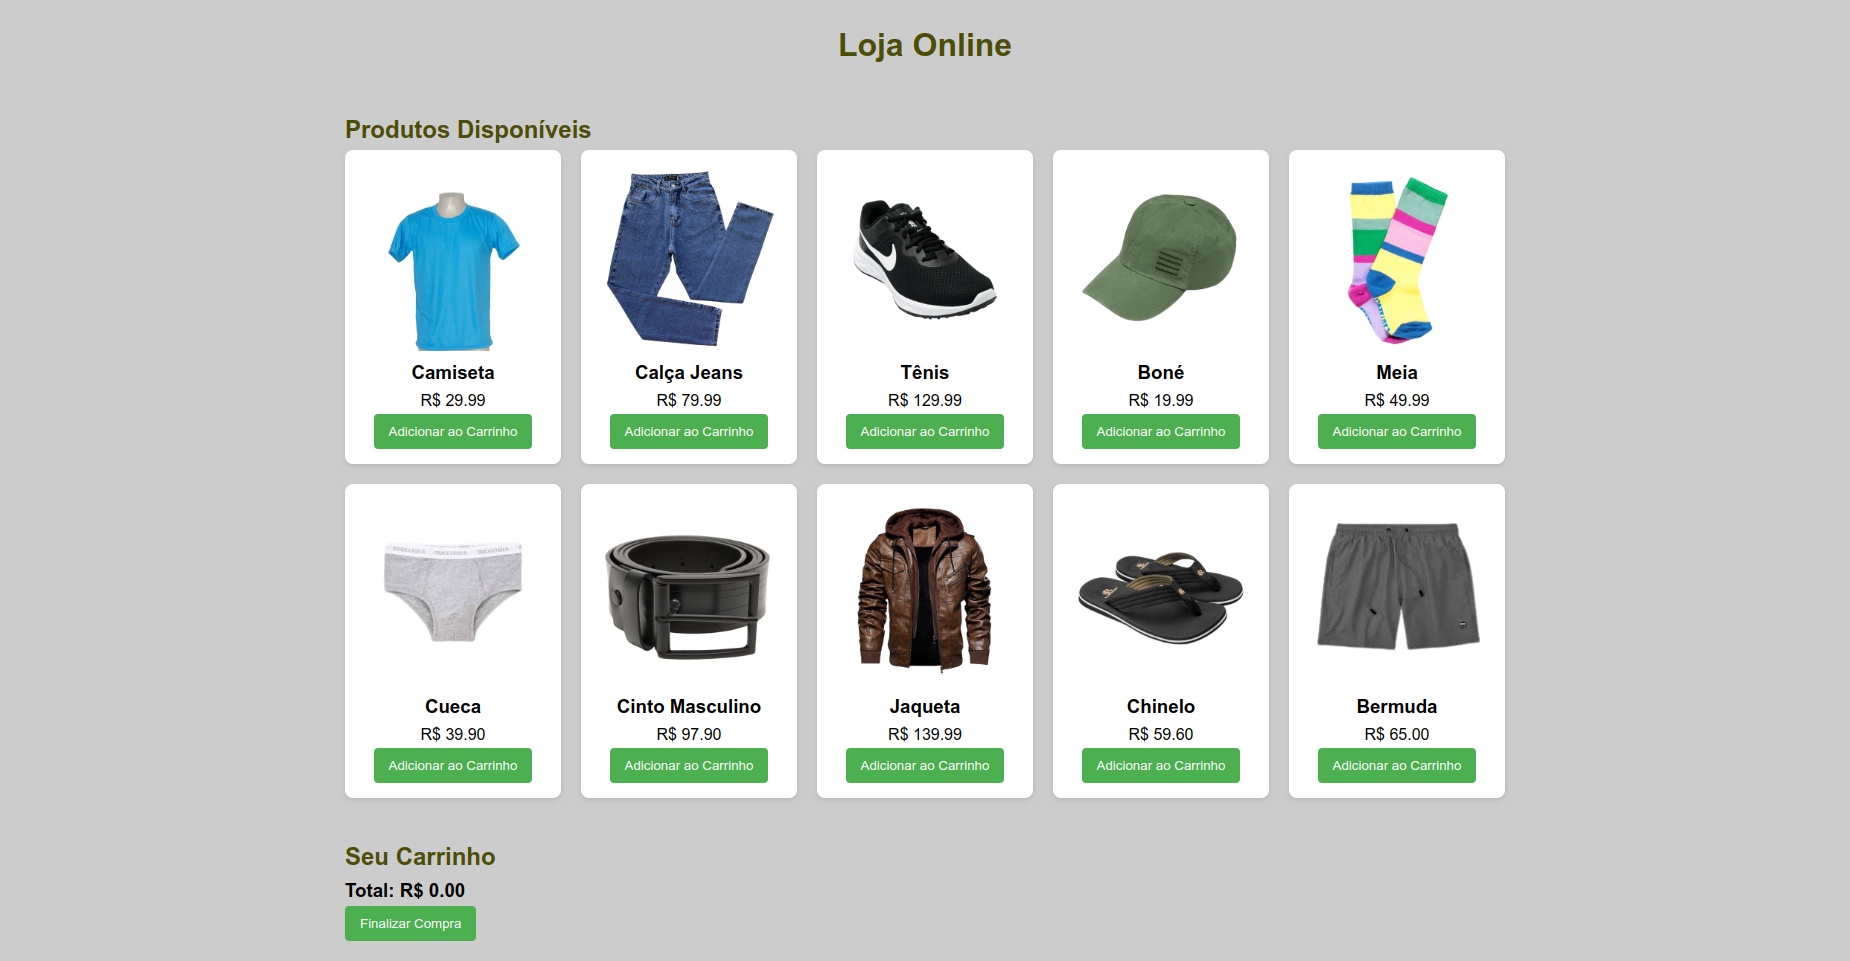 Loja Online
Produtos Disponíveis
Camiseta
R$ 29.99
Adicionar ao Carrinho
Calça Jeans
R$ 79.99
Adicionar ao Carrinho
Tênis
R$ 129.99
Adicionar ao Carrinho
Boné
R$ 19.99
Adicionar ao Carrinho
Meia
R$ 49.99
Adicionar ao Carrinho
Cueca
R$ 39.90
Adicionar ao Carrinho
Cinto Masculino
R$ 97.90
Adicionar ao Carrinho
Jaqueta
R$ 139.99
Adicionar ao Carrinho
Chinelo
R$ 59.60
Adicionar ao Carrinho
Bermuda
R$ 65.00
Adicionar ao Carrinho
Seu Carrinho
Total: R$ 0.00
Finalizar Compra